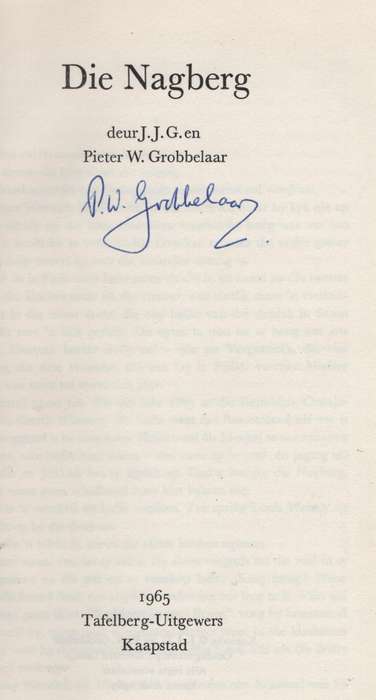 Die Nagberg
deur J. J. G. en
Pieter W. Grobbelaar
P.W. Grobbelaar
1965
Tafelberg-Uitgewers
Kaapstad